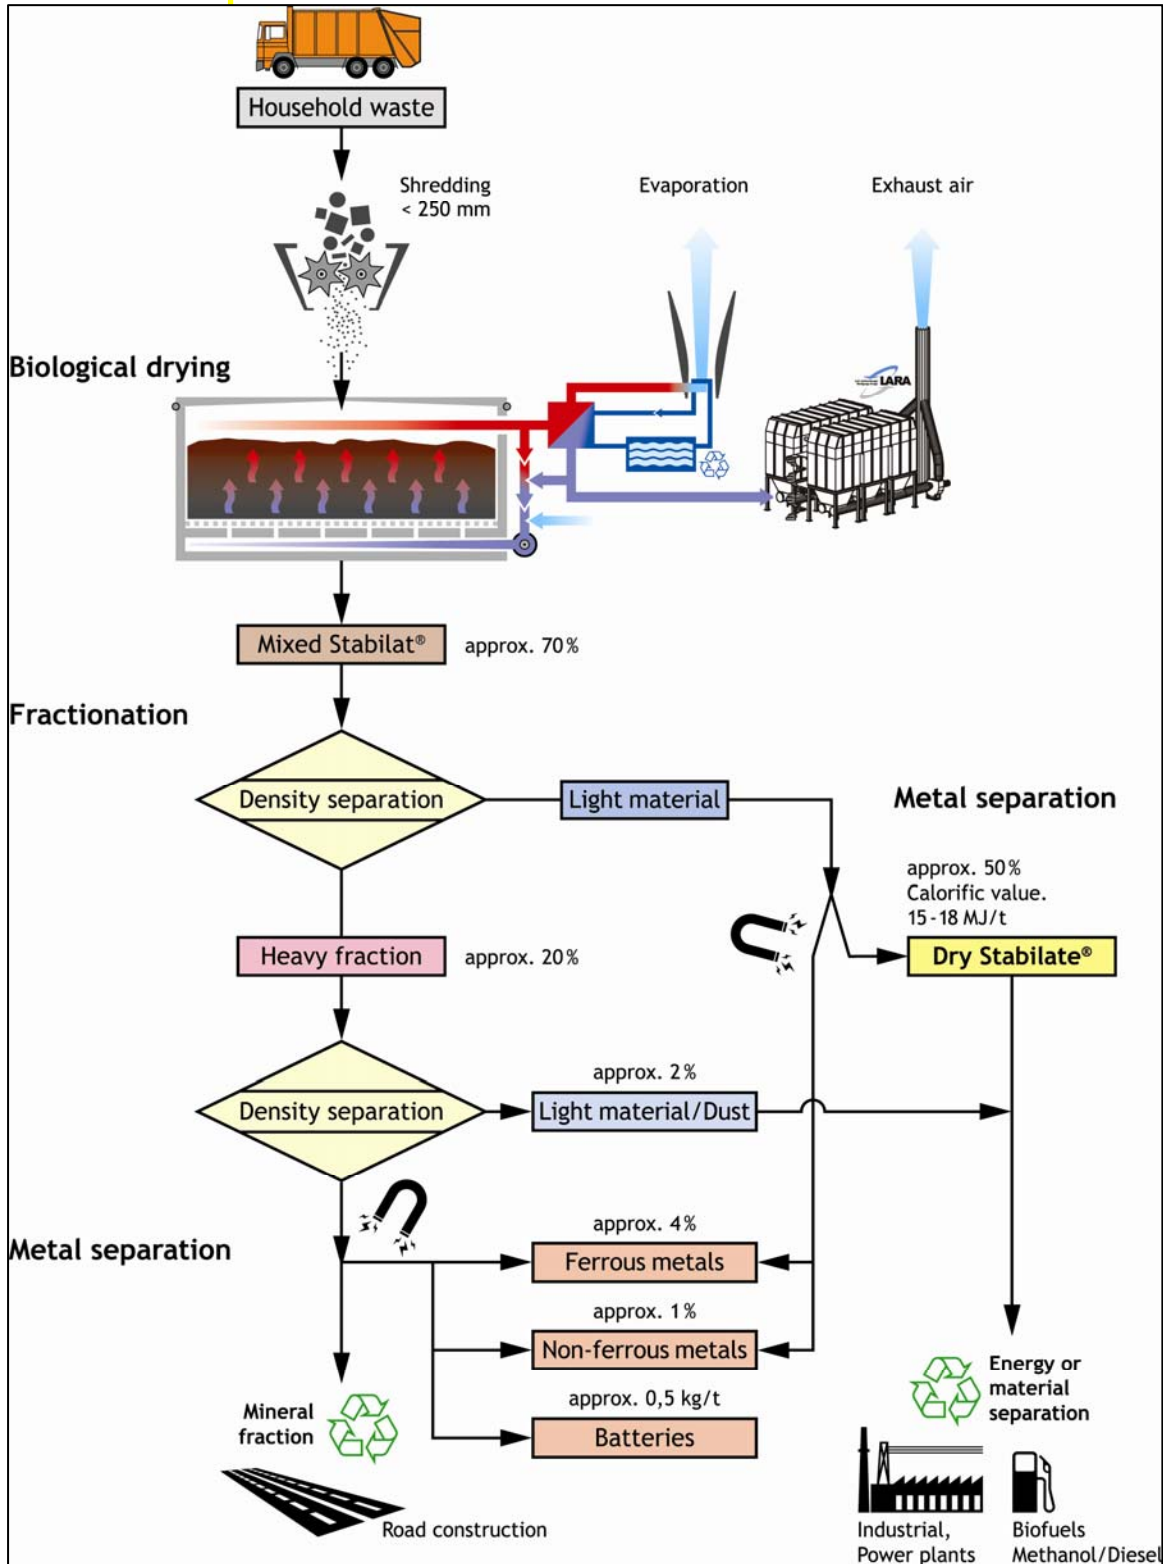 Household waste
Shredding
< 250 mm
Evaporation
Exhaust air
Biological drying
LARA
Mixed Stabilat®
approx. 70%
Fractionation
Density separation
Light material
Metal separation
approx. 50%
Calorific value.
15-18 MJ/t
Heavy fraction
approx. 20%
Dry Stabilate®
approx. 2%
Density separation
Light material/Dust
approx. 4%
Metal separation
Ferrous metals
approx. 1%
Non-ferrous metals
approx. 0,5 kg/t
Batteries
Mineral
fraction
Energy or
material
separation
Road construction
Industrial,
Power plants
Biofuels
Methanol/Diesel